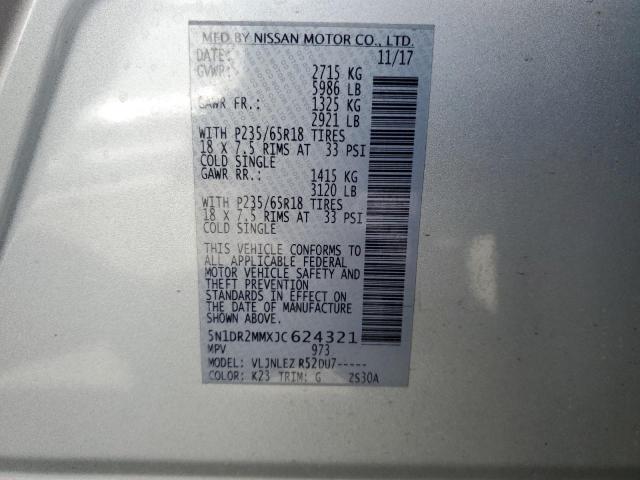 MFD BY NISSAN MOTOR CO., LTD.
DATE: 11/17
GVWR: 2715 KG
5986 LB
GAWR FR.: 1325 KG
2921 LB
WITH P235/65R18 TIRES
18 X 7.5 RIMS AT 33 PSI
COLD SINGLE
GAWR RR.: 1415 KG
3120 LB
WITH P235/65R18 TIRES
18 X 7.5 RIMS AT 33 PSI
COLD SINGLE
THIS VEHICLE CONFORMS TO
ALL APPLICABLE FEDERAL
MOTOR VEHICLE SAFETY AND
THEFT PREVENTION
STANDARDS IN EFFECT ON
THE DATE OF MANUFACTURE
SHOWN ABOVE.
5N1DR2MMXJC624321
MPV 973
MODEL: VLJNLEZ R52DU7-----
COLOR: K23 TRIM: G 2S30A